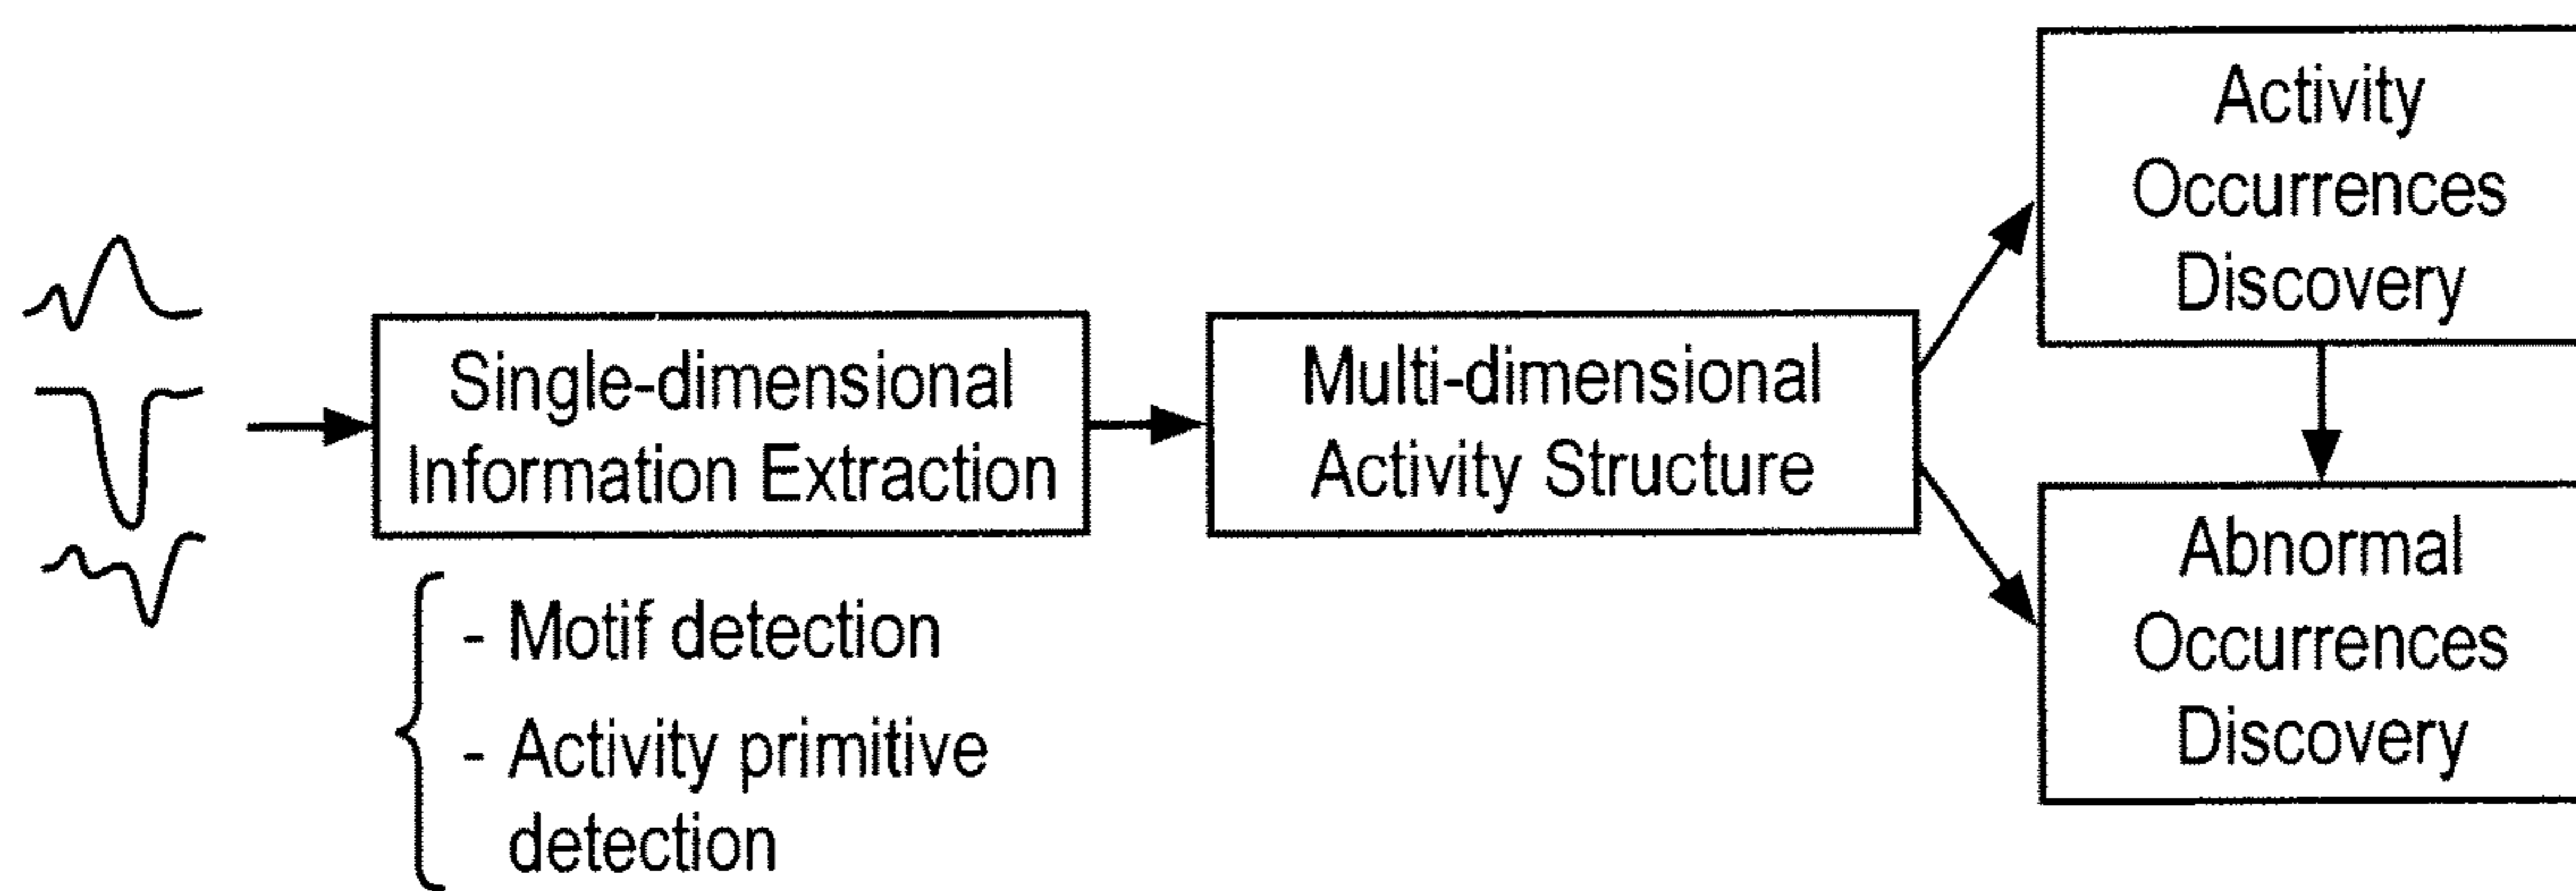 Single-dimensional
Information Extraction
- Motif detection
- Activity primitive
detection
Multi-dimensional
Activity Structure
Activity
Occurrences
Discovery
Abnormal
Occurrences
Discovery